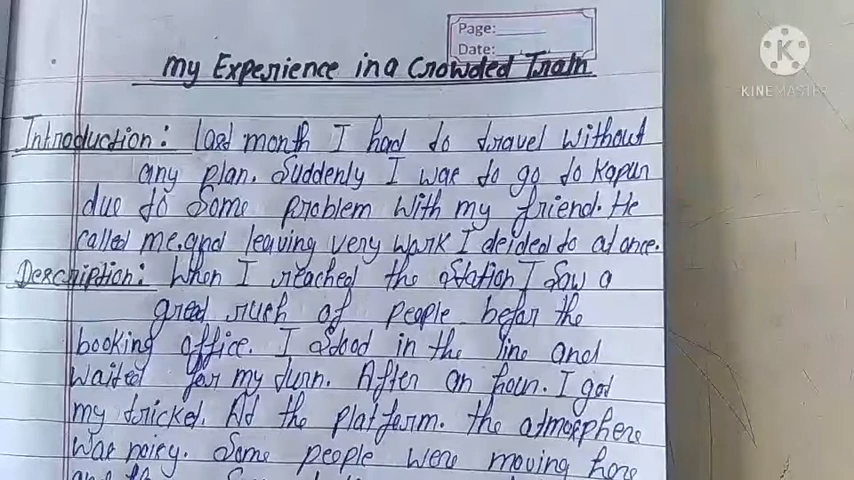 Page:
Date:
KINEMASTER
My Experience in a Crowded Train
Introduction: last month I had to travel without
any plan. Suddenly I was to go to Kapun
due to Some Problem with my friend. He
called me.and leaving very wark I deided to at once.
Description: When I reached the station I saw a
great rush of people befor the
booking office. I stood in the line and
waited for my turn. After an hour. I got
my tricket. At the platform. the atmosphere
was noisy. Some people were moving here